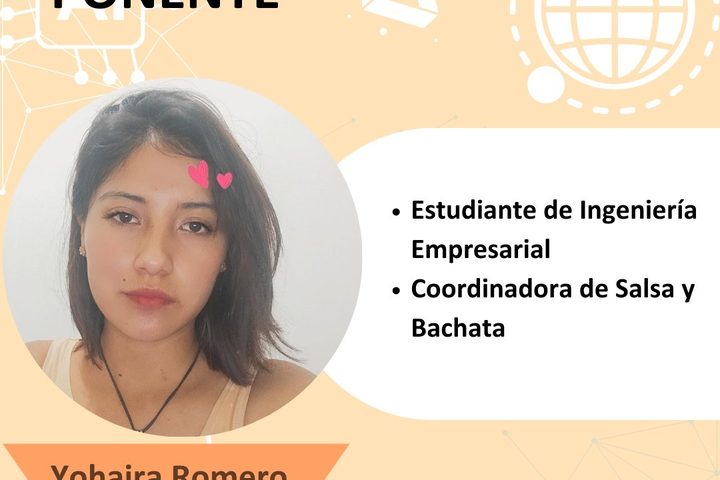 PONENTE
• Estudiante de Ingeniería
Empresarial
• Coordinadora de Salsa y
Bachata
Yohaira Romero